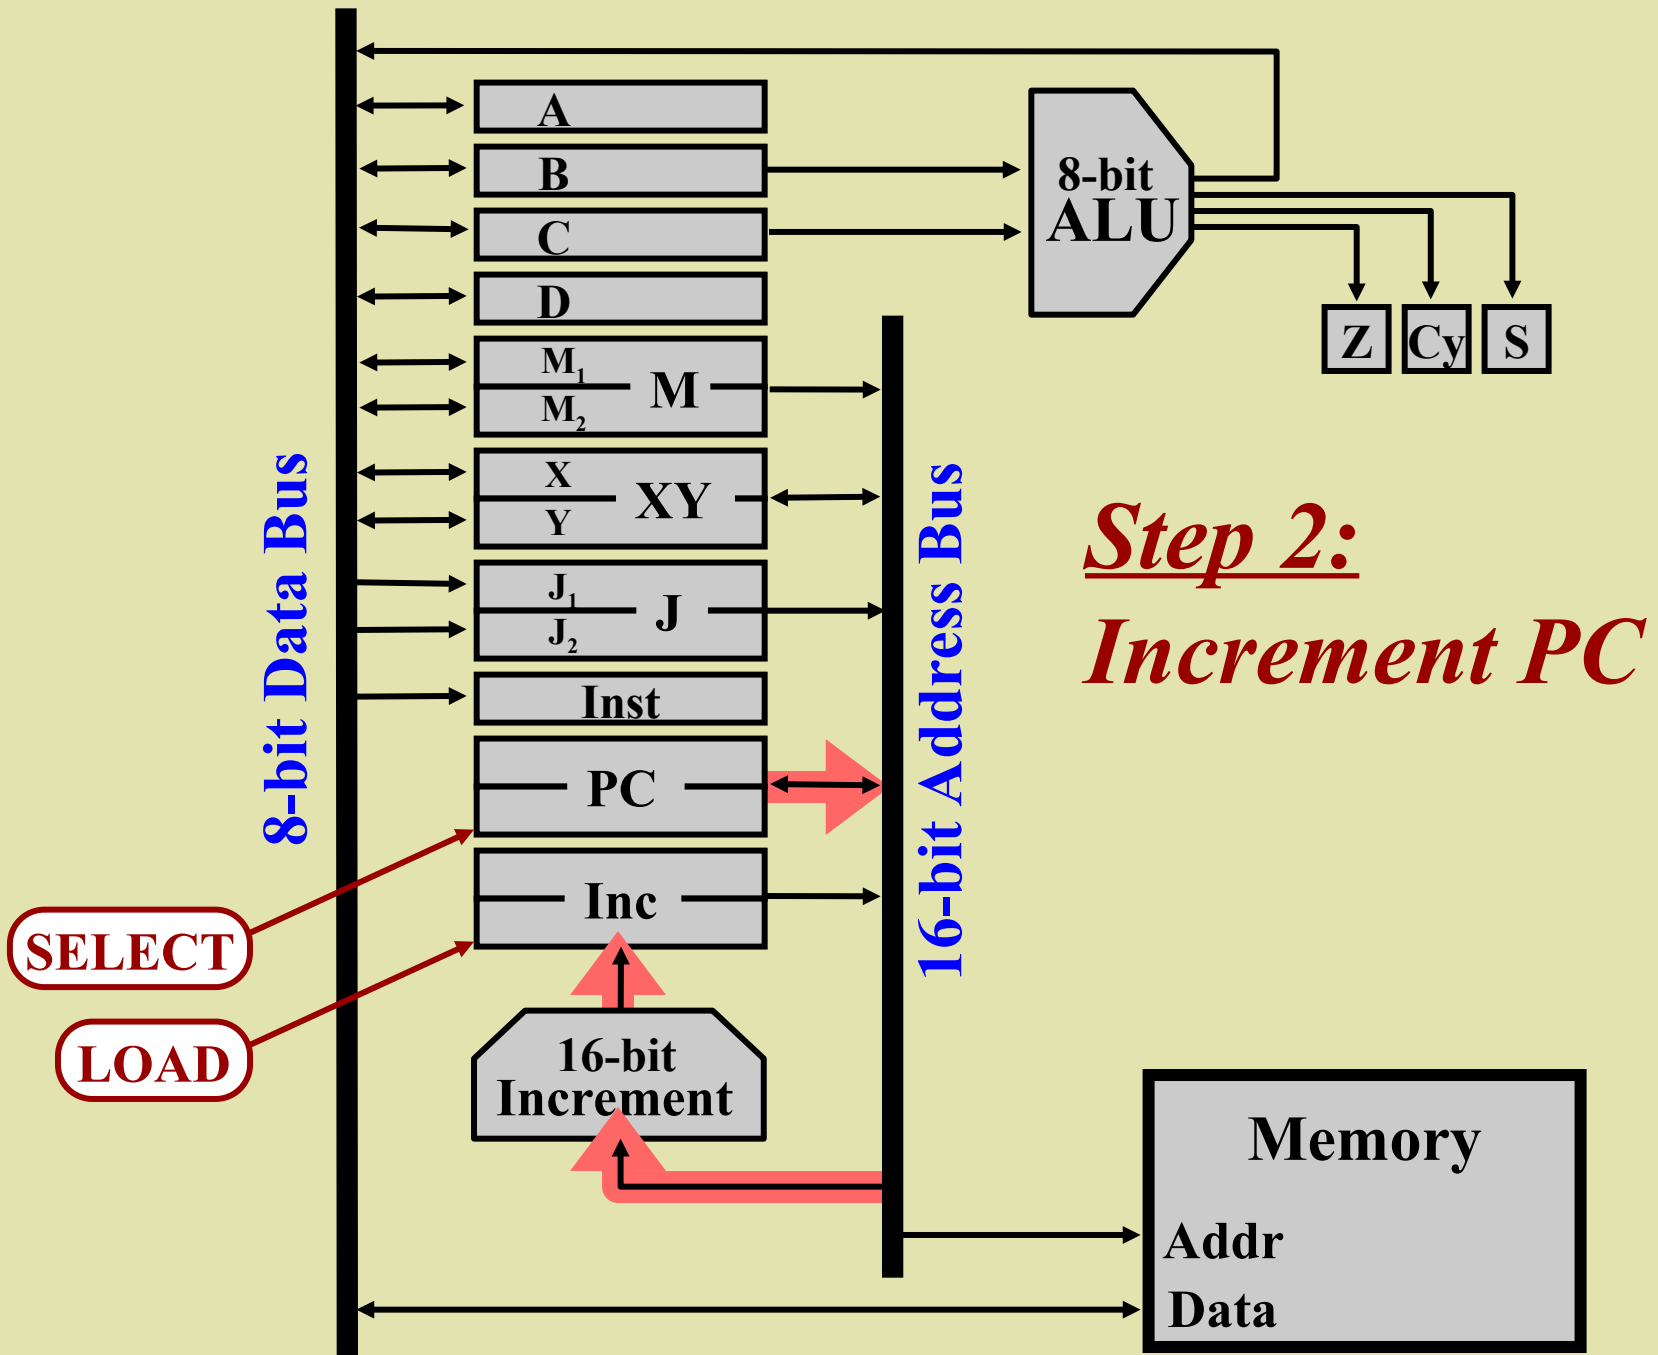 A
B
C
D
M1
M2
M
X
Y
XY
J1
J2
J
Inst
PC
Inc
16-bit
Increment
8-bit
ALU
Z
Cy
S
8-bit Data Bus
16-bit Address Bus
Step 2:
Increment PC
SELECT
LOAD
Memory
Addr
Data